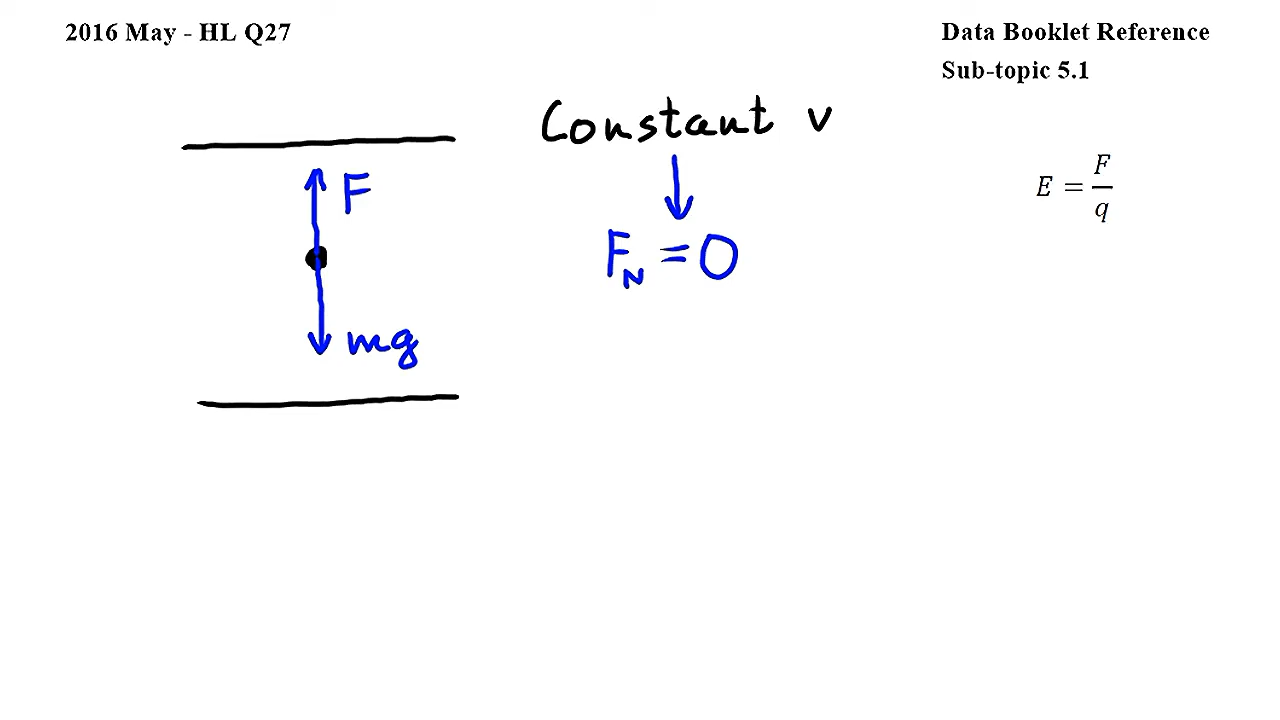 2016 May - HL Q27
Data Booklet Reference
Sub-topic 5.1
Constant v
F
mg
F_N = 0
E = F/q